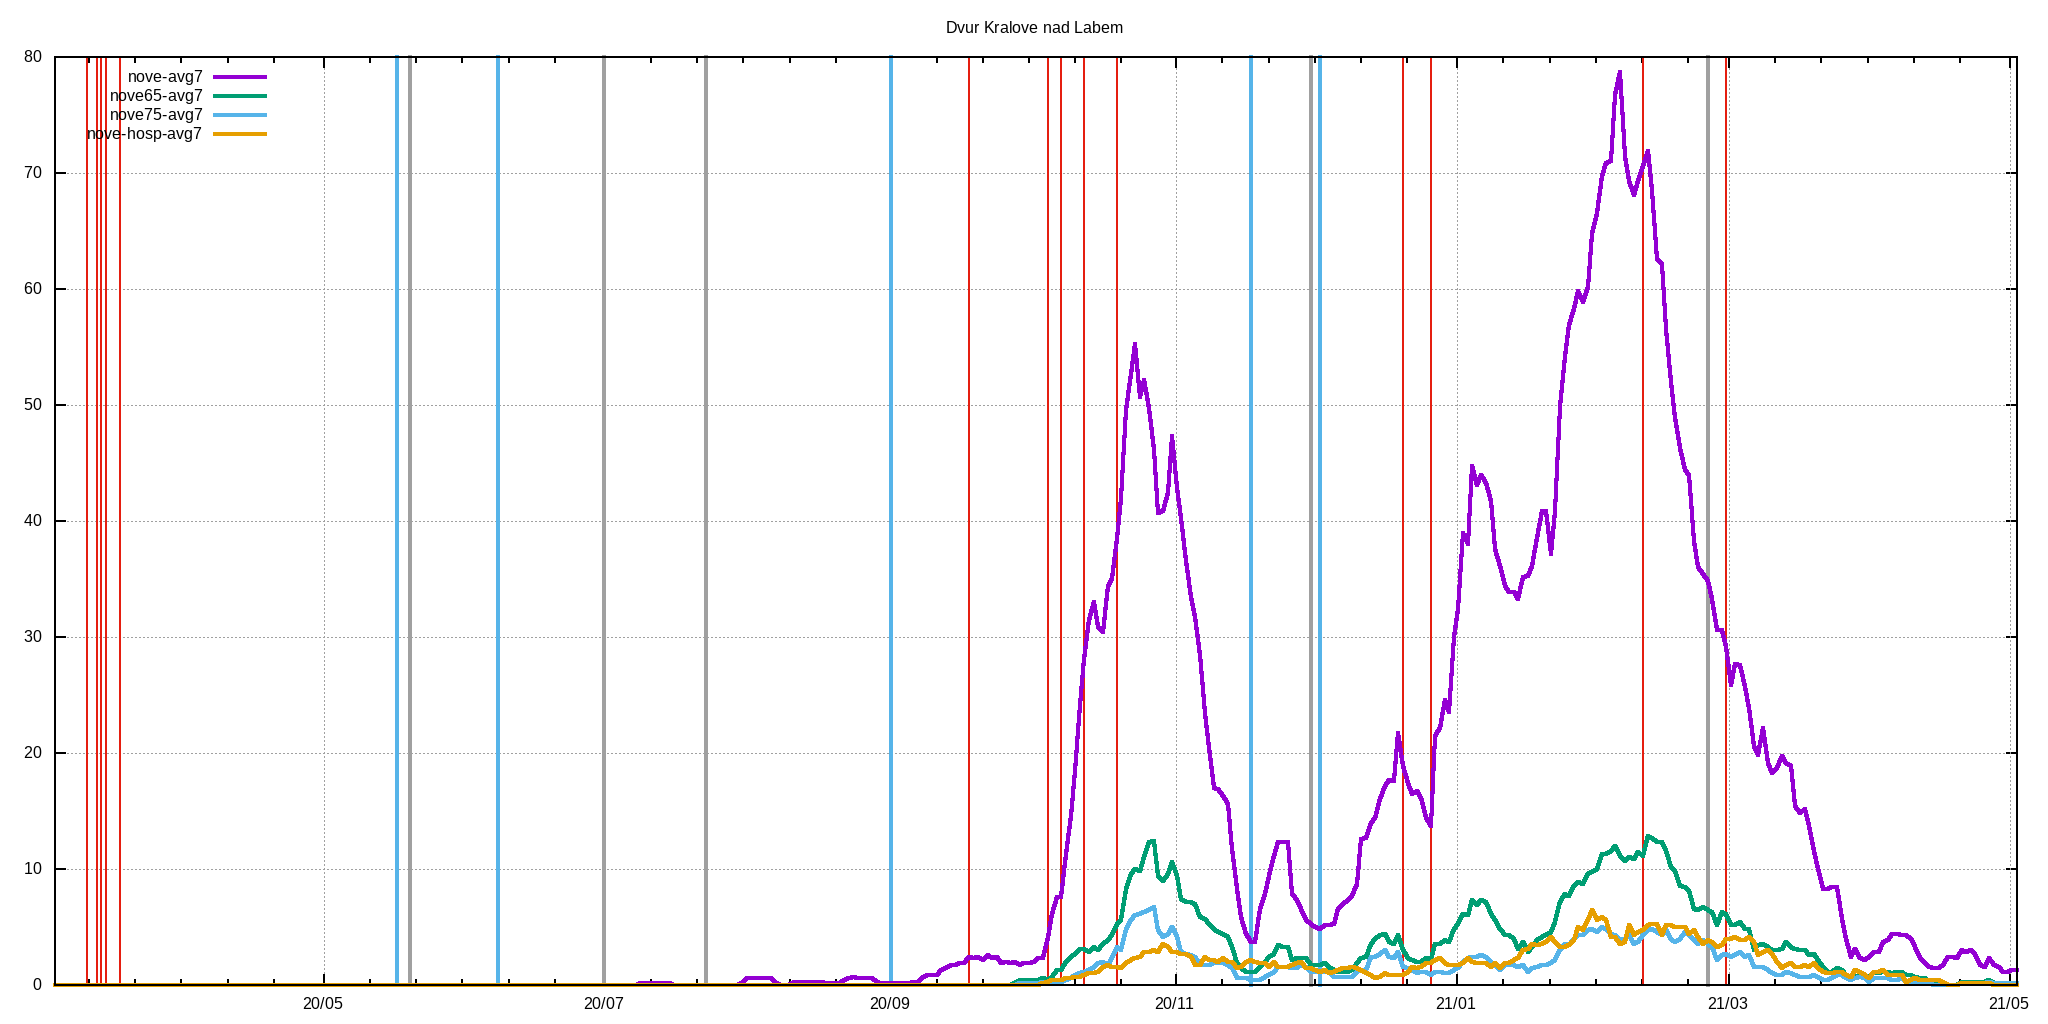 Dvur Kralove nad Labem
80
70
60
50
40
30
20
10
0
nove-avg7
nove65-avg7
nove75-avg7
nove-hosp-avg7
20/05 20/07 20/09 20/11 21/01 21/03 21/05